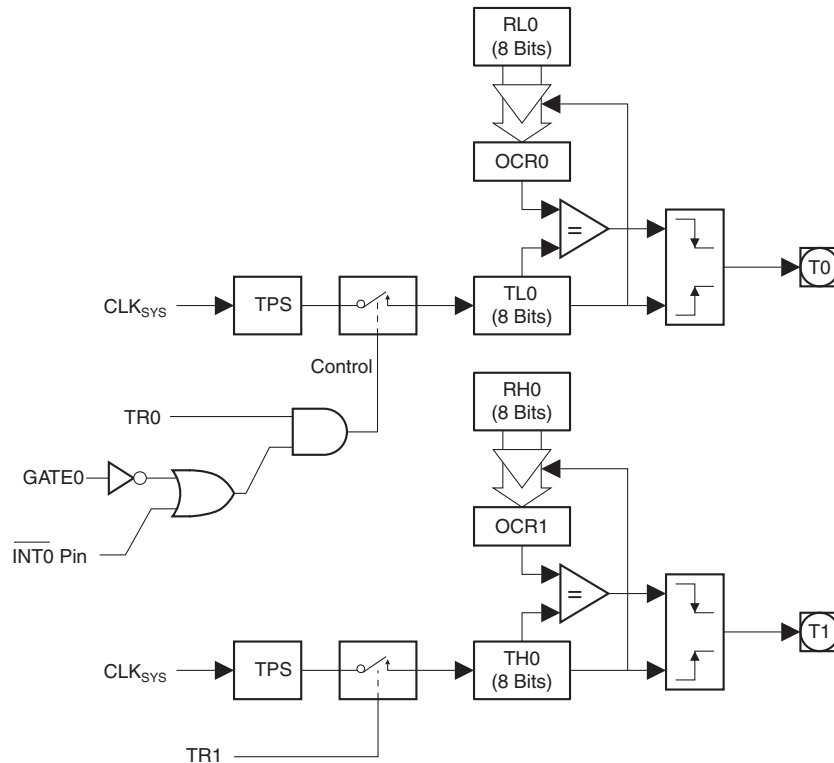 RL0
(8 Bits)
OCR0
=
T0
CLKSYS
TPS
TL0
(8 Bits)
Control
TR0
RH0
(8 Bits)
GATE0
OCR1
INT0 Pin
=
T1
CLKSYS
TPS
TH0
(8 Bits)
TR1